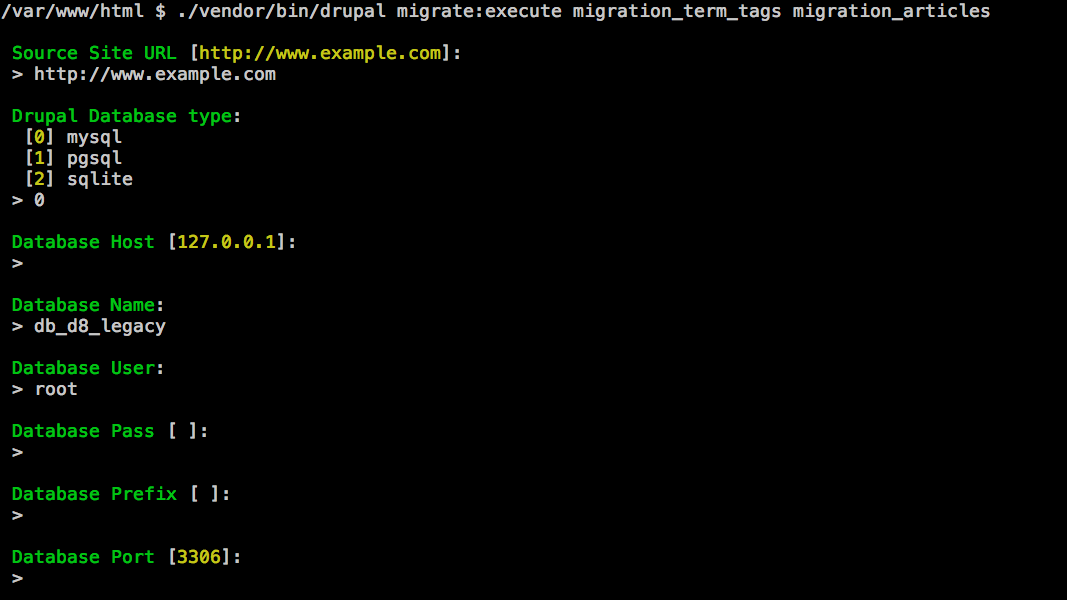 /var/www/html $ ./vendor/bin/drupal migrate:execute migration_term_tags migration_articles
Source Site URL [http://www.example.com]:
> http://www.example.com
Drupal Database type:
[0] mysql
[1] pgsql
[2] sqlite
> 0
Database Host [127.0.0.1]:
>
Database Name:
> db_d8_legacy
Database User:
> root
Database Pass [ ]:
>
Database Prefix [ ]:
>
Database Port [3306]:
>